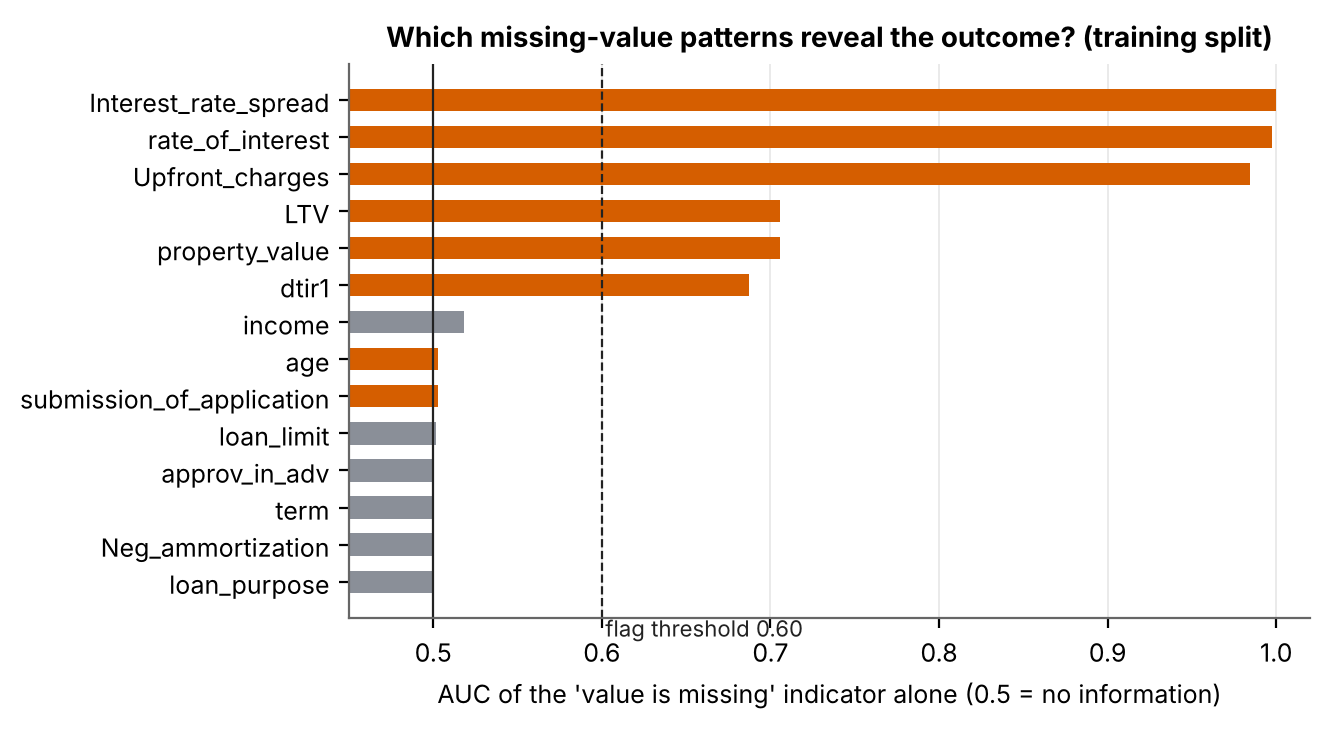 Which missing-value patterns reveal the outcome? (training split)
Interest_rate_spread
rate_of_interest
Upfront_charges
LTV
property_value
dtir1
income
age
submission_of_application
loan_limit
approv_in_adv
term
Neg_ammortization
loan_purpose
flag threshold 0.60
0.5 0.6 0.7 0.8 0.9 1.0
AUC of the 'value is missing' indicator alone (0.5 = no information)